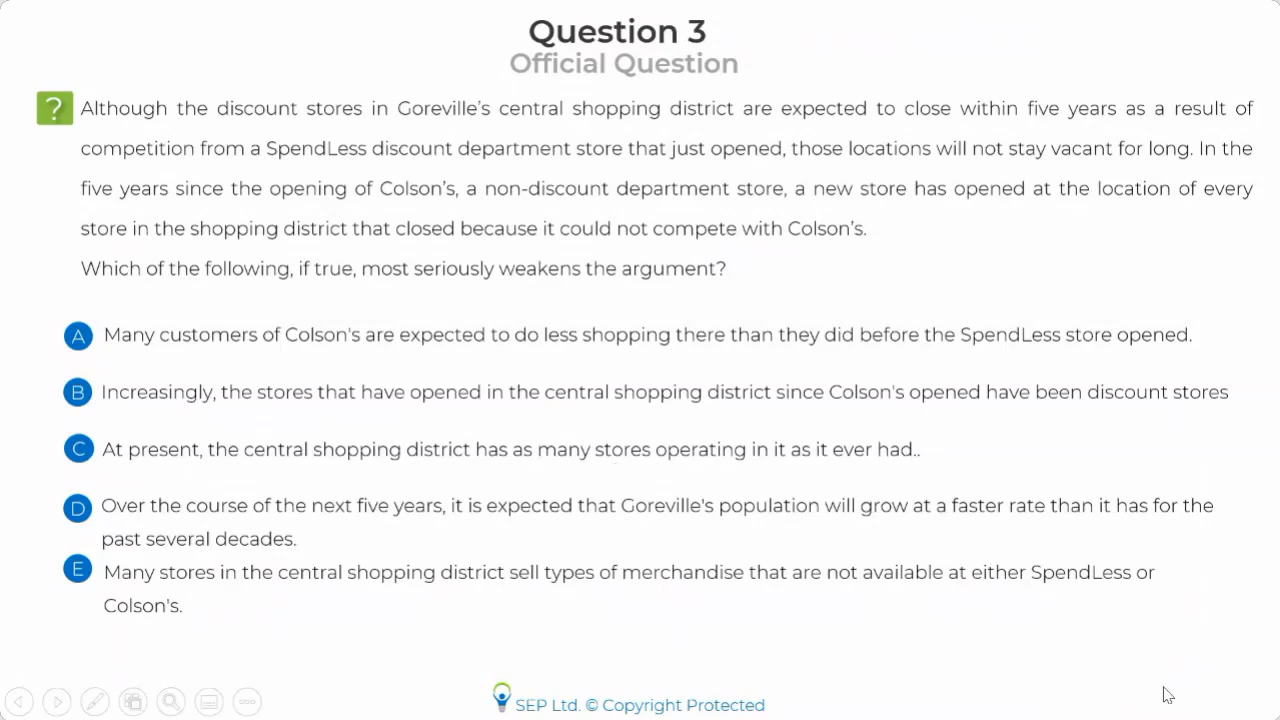 Question 3
Official Question
? Although the discount stores in Goreville's central shopping district are expected to close within five years as a result of
competition from a SpendLess discount department store that just opened, those locations will not stay vacant for long. In the
five years since the opening of Colson's, a non-discount department store, a new store has opened at the location of every
store in the shopping district that closed because it could not compete with Colson's.
Which of the following, if true, most seriously weakens the argument?
A Many customers of Colson's are expected to do less shopping there than they did before the SpendLess store opened.
B Increasingly, the stores that have opened in the central shopping district since Colson's opened have been discount stores
C At present, the central shopping district has as many stores operating in it as it ever had..
D Over the course of the next five years, it is expected that Goreville's population will grow at a faster rate than it has for the
past several decades.
E Many stores in the central shopping district sell types of merchandise that are not available at either SpendLess or
Colson's.
SEP Ltd. © Copyright Protected